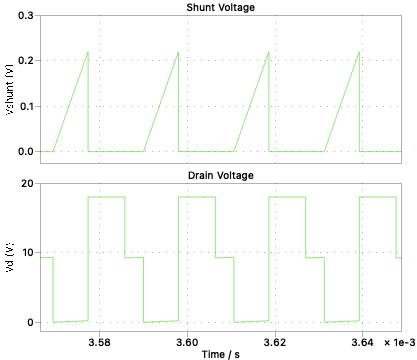 Shunt Voltage
0.3
0.2
0.1
0.0
Vshunt (V)
Drain Voltage
20
10
0
Vd (V)
3.58
3.60
3.62
3.64
× 1e-3
Time / s